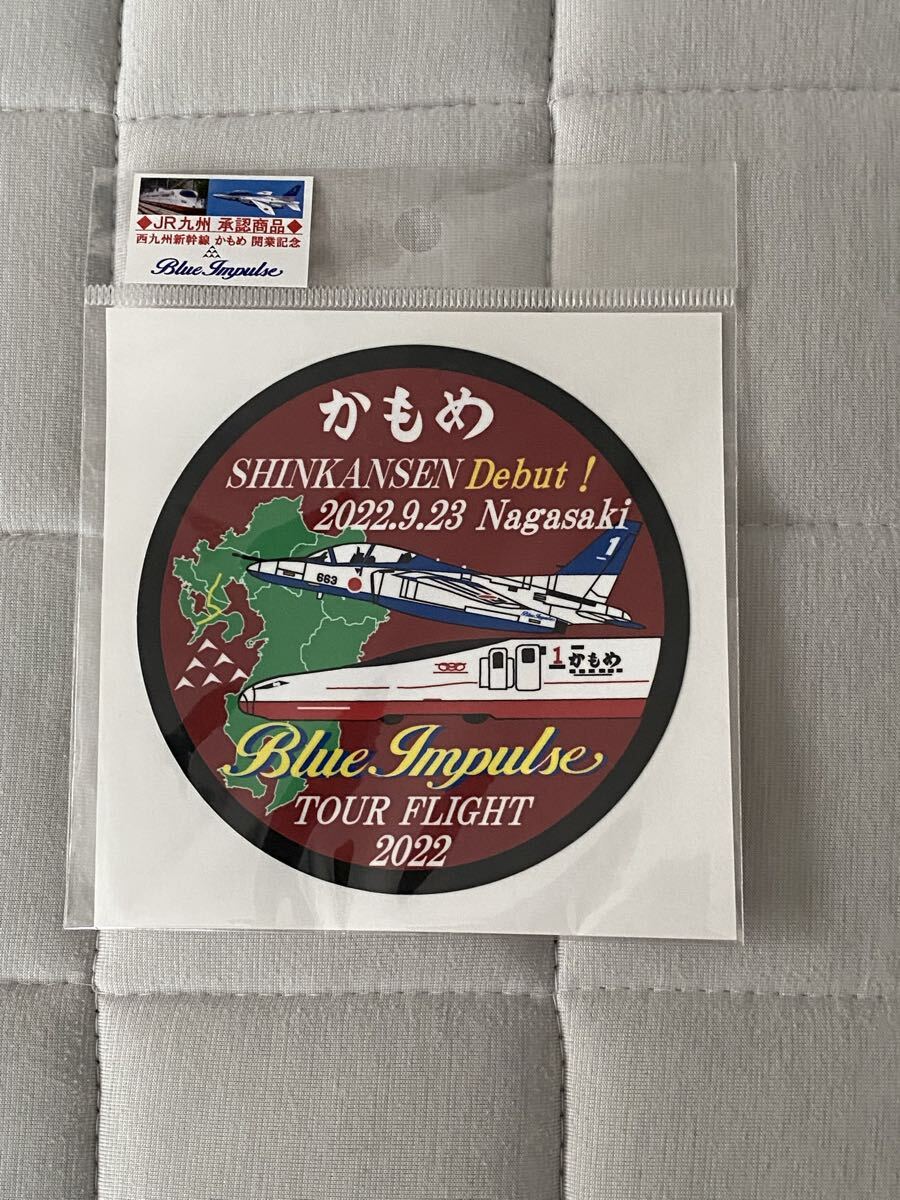 ◆JR九州 承認商品◆
西九州新幹線 かもめ 開業記念
Blue Impulse
かもめ
SHINKANSEN Debut!
2022.9.23 Nagasaki
1
663
Blue Impulse
1 かもめ
Blue Impulse
TOUR FLIGHT
2022